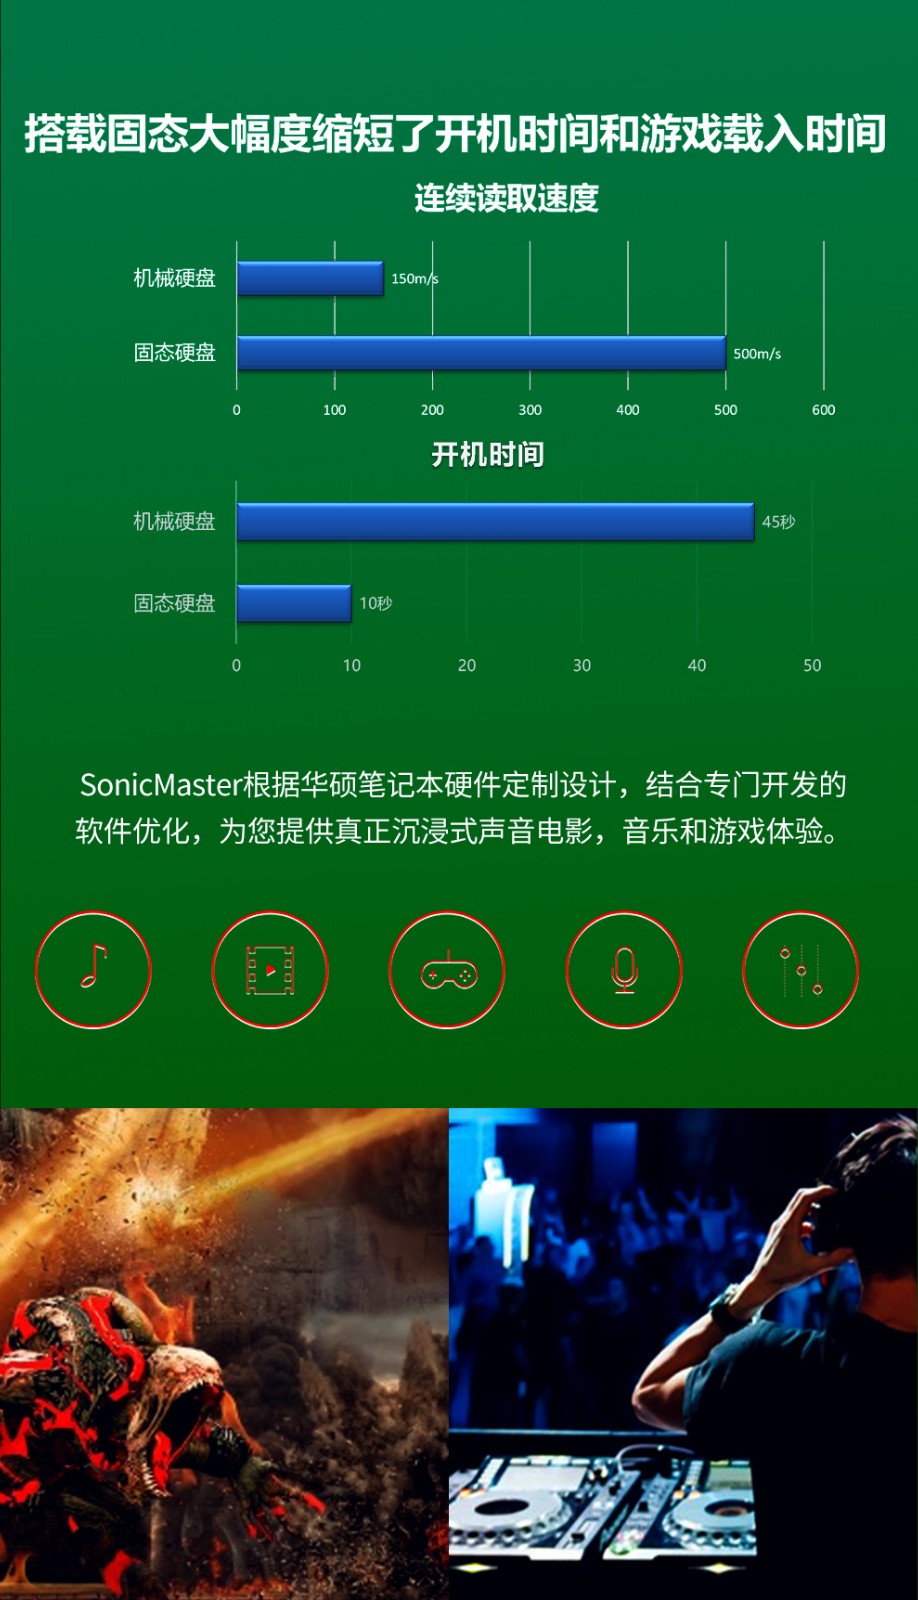 搭载固态大幅度缩短了开机时间和游戏载入时间
连续读取速度
机械硬盘 150m/s
固态硬盘 500m/s
0 100 200 300 400 500 600
开机时间
机械硬盘 45秒
固态硬盘 10秒
0 10 20 30 40 50
SonicMaster根据华硕笔记本硬件定制设计，结合专门开发的
软件优化，为您提供真正沉浸式声音电影，音乐和游戏体验。